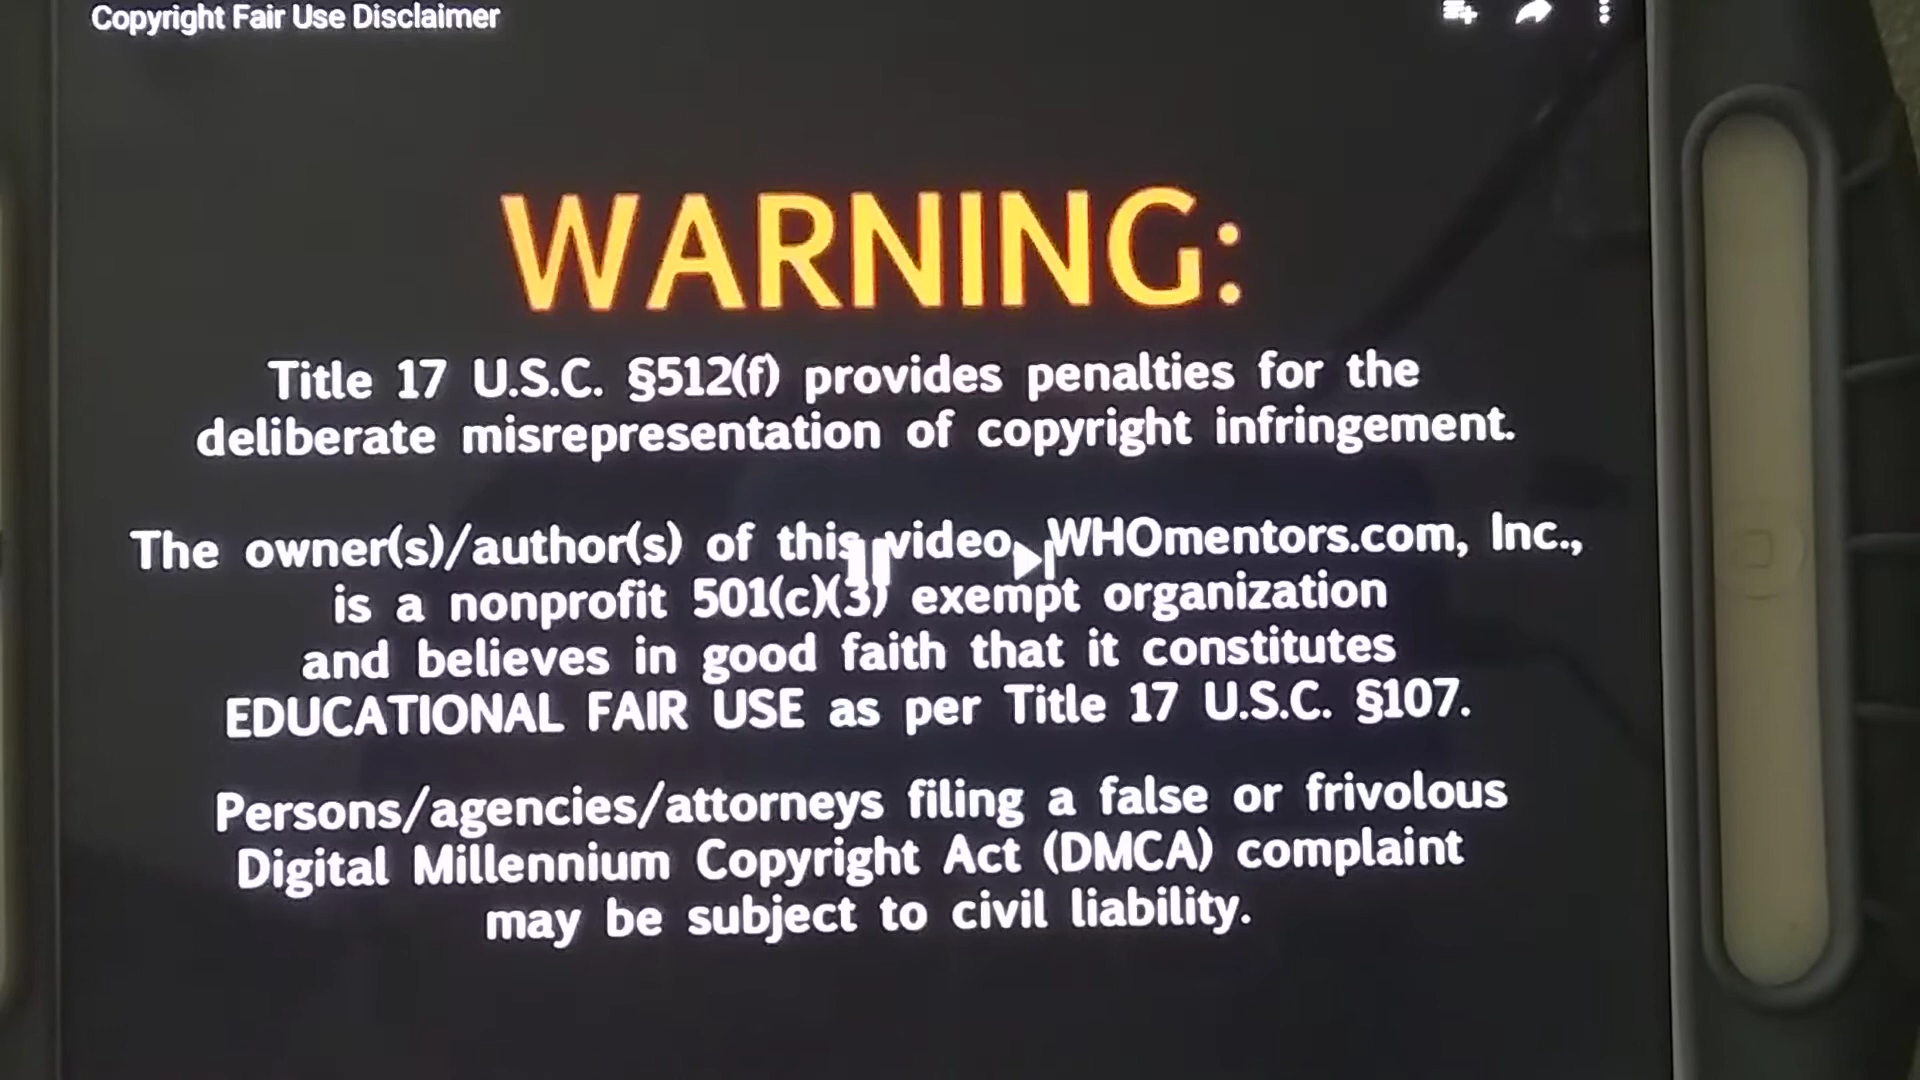 Copyright Fair Use Disclaimer
WARNING:
Title 17 U.S.C. §512(f) provides penalties for the
deliberate misrepresentation of copyright infringement.
The owner(s)/author(s) of this video, WHOmentors.com, Inc.,
is a nonprofit 501(c)(3) exempt organization
and believes in good faith that it constitutes
EDUCATIONAL FAIR USE as per Title 17 U.S.C. §107.
Persons/agencies/attorneys filing a false or frivolous
Digital Millennium Copyright Act (DMCA) complaint
may be subject to civil liability.